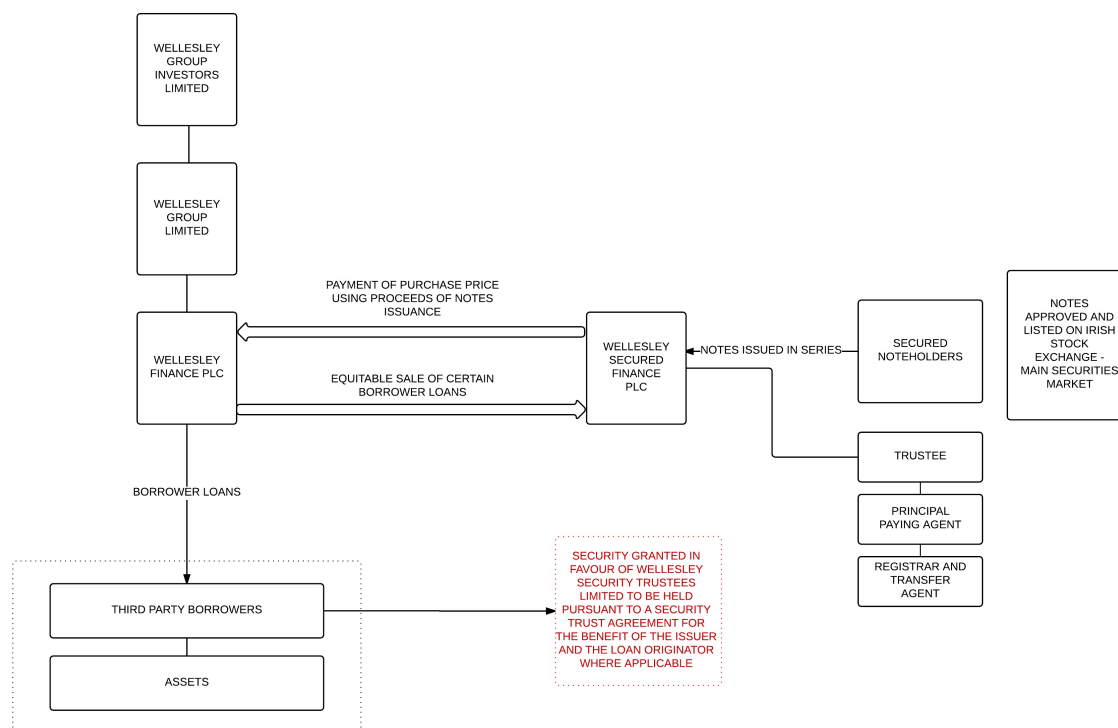 WELLESLEY
GROUP
INVESTORS
LIMITED
WELLESLEY
GROUP
LIMITED
PAYMENT OF PURCHASE PRICE
USING PROCEEDS OF NOTES
ISSUANCE
WELLESLEY
FINANCE PLC
EQUITABLE SALE OF CERTAIN
BORROWER LOANS
WELLESLEY
SECURED
FINANCE
PLC
NOTES ISSUED IN SERIES
SECURED
NOTEHOLDERS
NOTES
APPROVED AND
LISTED ON IRISH
STOCK
EXCHANGE -
MAIN SECURITIES
MARKET
TRUSTEE
PRINCIPAL
PAYING AGENT
REGISTRAR AND
TRANSFER
AGENT
BORROWER LOANS
THIRD PARTY BORROWERS
ASSETS
SECURITY GRANTED IN
FAVOUR OF WELLESLEY
SECURITY TRUSTEES
LIMITED TO BE HELD
PURSUANT TO A SECURITY
TRUST AGREEMENT FOR
THE BENEFIT OF THE ISSUER
AND THE LOAN ORIGINATOR
WHERE APPLICABLE